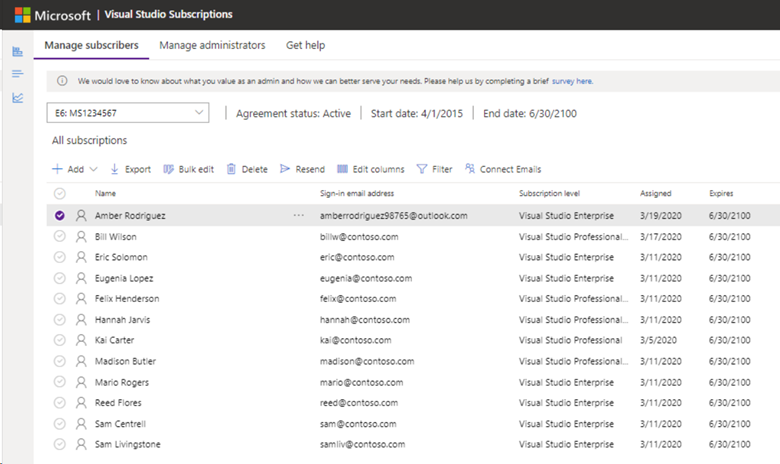 Microsoft | Visual Studio Subscriptions
Manage subscribers Manage administrators Get help
We would love to know about what you value as an admin and how we can better serve your needs. Please help us by completing a brief survey here.
E6: MS1234567 | Agreement status: Active | Start date: 4/1/2015 | End date: 6/30/2100
All subscriptions
Add Export Bulk edit Delete Resend Edit columns Filter Connect Emails
Name Sign-in email address Subscription level Assigned Expires
Amber Rodriguez ... amberrodriguez98765@outlook.com Visual Studio Enterprise 3/19/2020 6/30/2100
Bill Wilson billw@contoso.com Visual Studio Professional... 3/17/2020 6/30/2100
Eric Solomon eric@contoso.com Visual Studio Enterprise 3/11/2020 6/30/2100
Eugenia Lopez eugenia@contoso.com Visual Studio Enterprise 3/11/2020 6/30/2100
Felix Henderson felix@contoso.com Visual Studio Professional... 3/11/2020 6/30/2100
Hannah Jarvis hannah@contoso.com Visual Studio Professional... 3/11/2020 6/30/2100
Kai Carter kai@contoso.com Visual Studio Professional 3/5/2020 6/30/2100
Madison Butler madison@contoso.com Visual Studio Professional... 3/11/2020 6/30/2100
Mario Rogers mario@contoso.com Visual Studio Enterprise 3/11/2020 6/30/2100
Reed Flores reed@contoso.com Visual Studio Enterprise 3/11/2020 6/30/2100
Sam Centrell sam@contoso.com Visual Studio Enterprise 3/11/2020 6/30/2100
Sam Livingstone samliv@contoso.com Visual Studio Enterprise 3/11/2020 6/30/2100